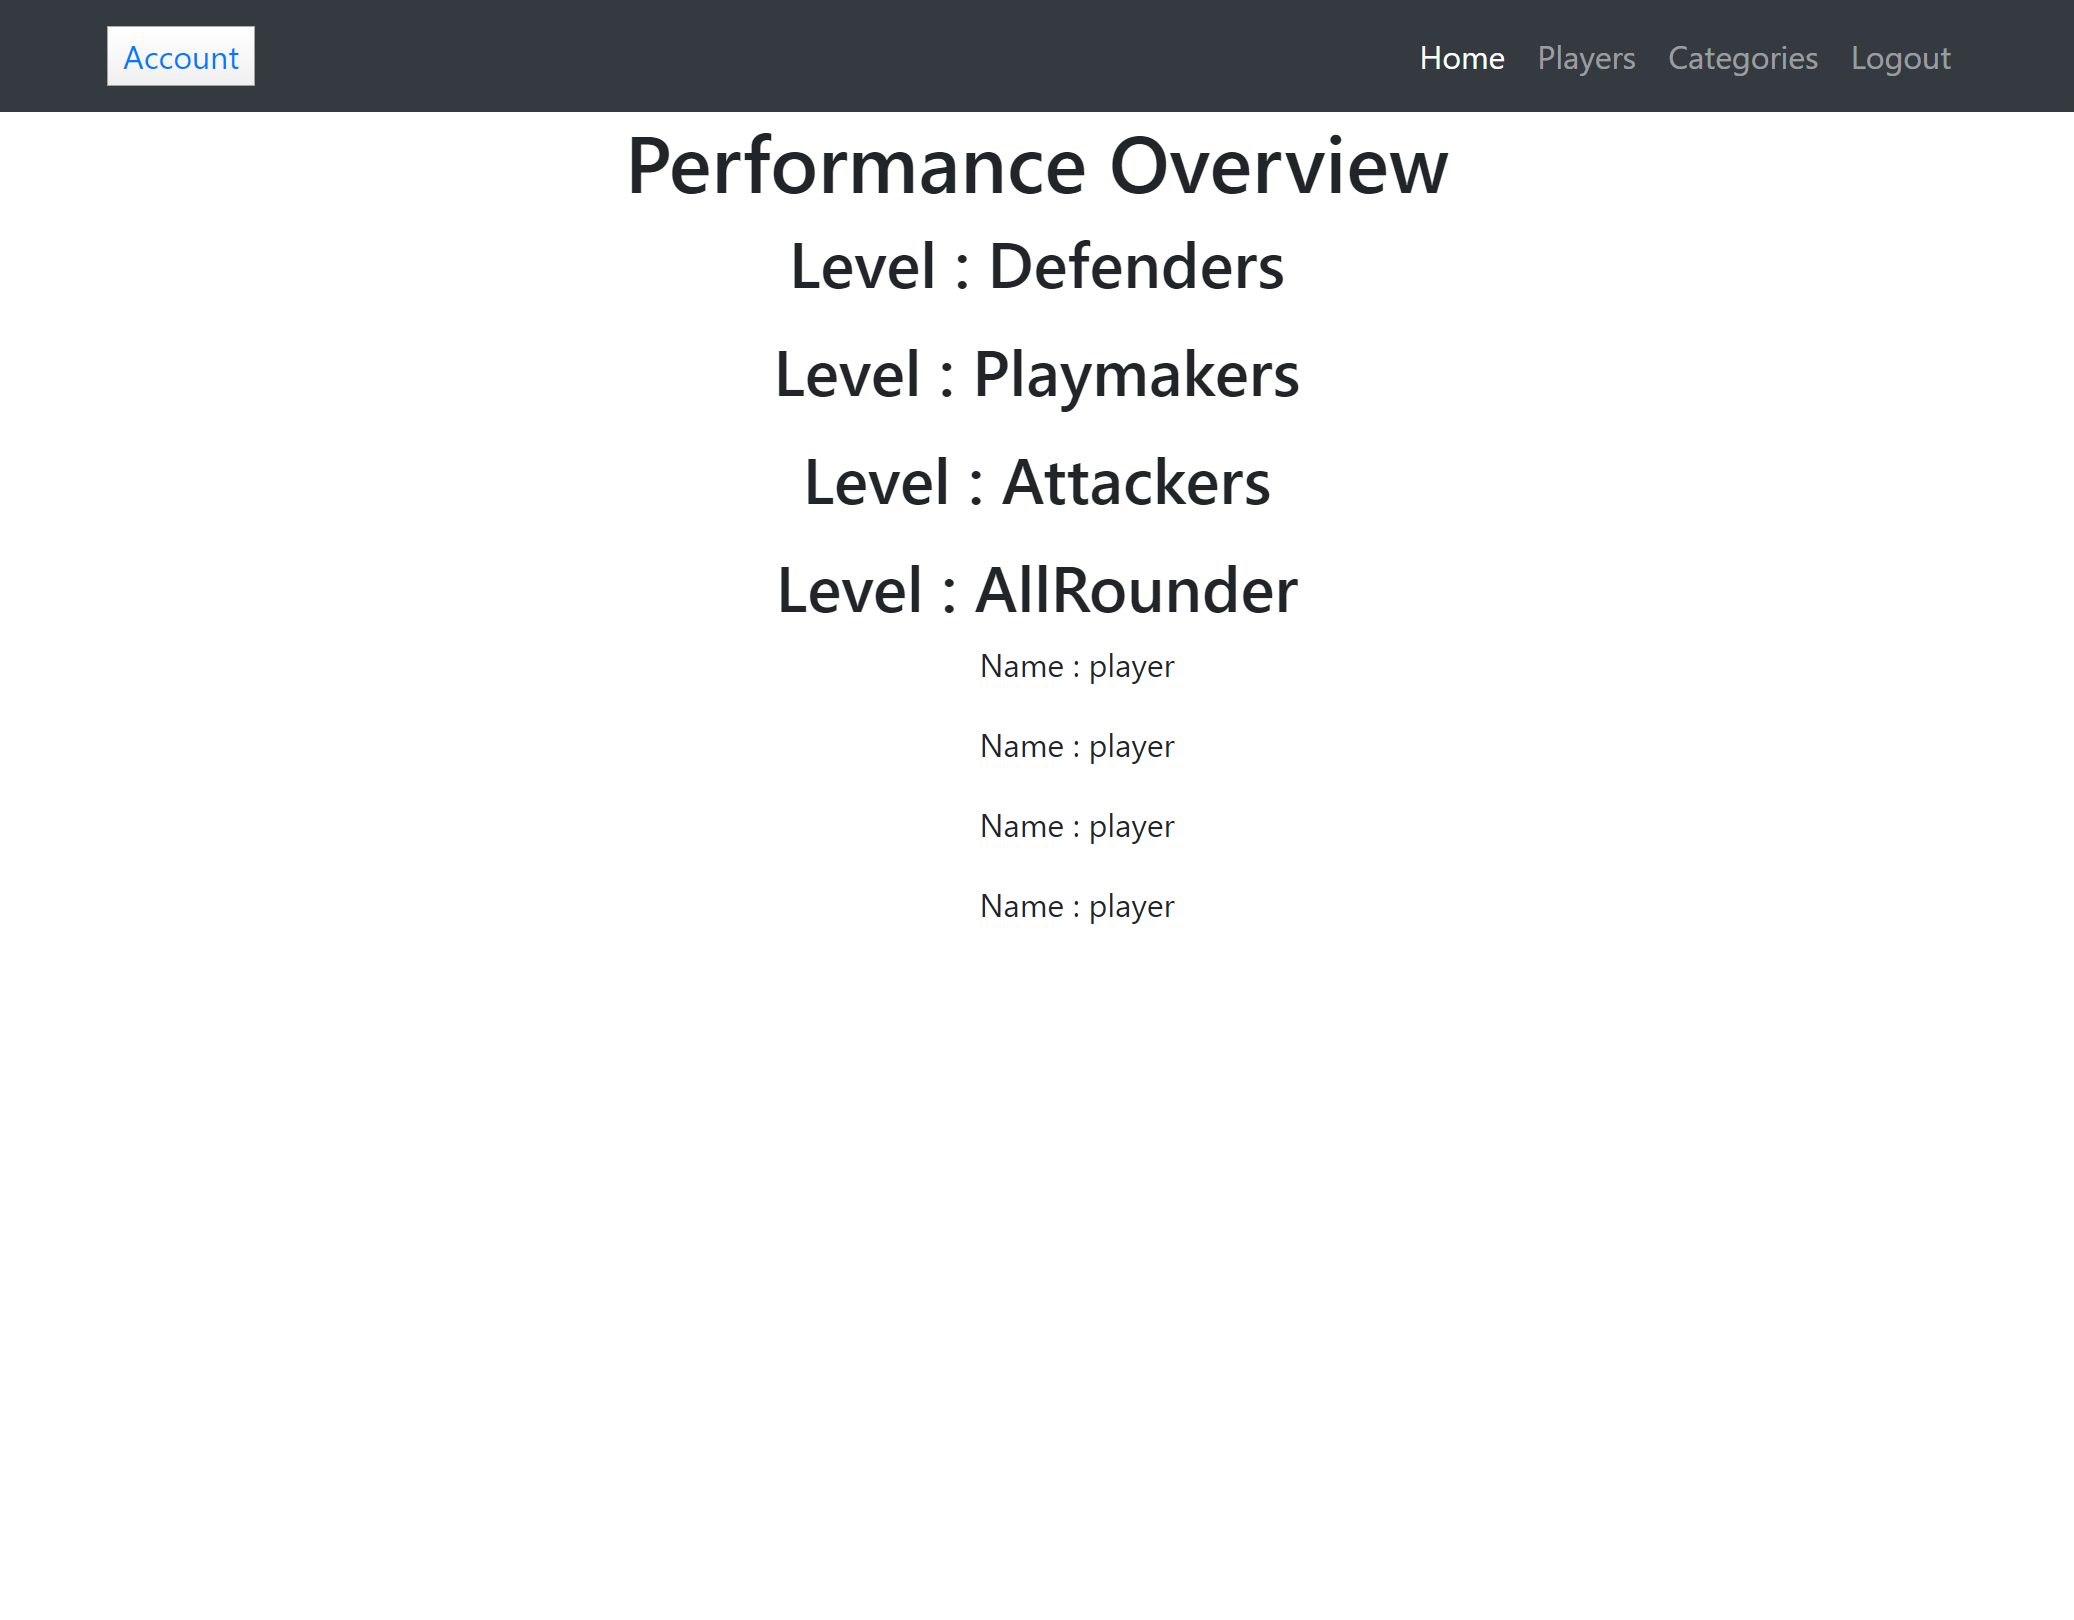 Account Home Players Categories Logout
Performance Overview
Level : Defenders
Level : Playmakers
Level : Attackers
Level : AllRounder
Name : player
Name : player
Name : player
Name : player